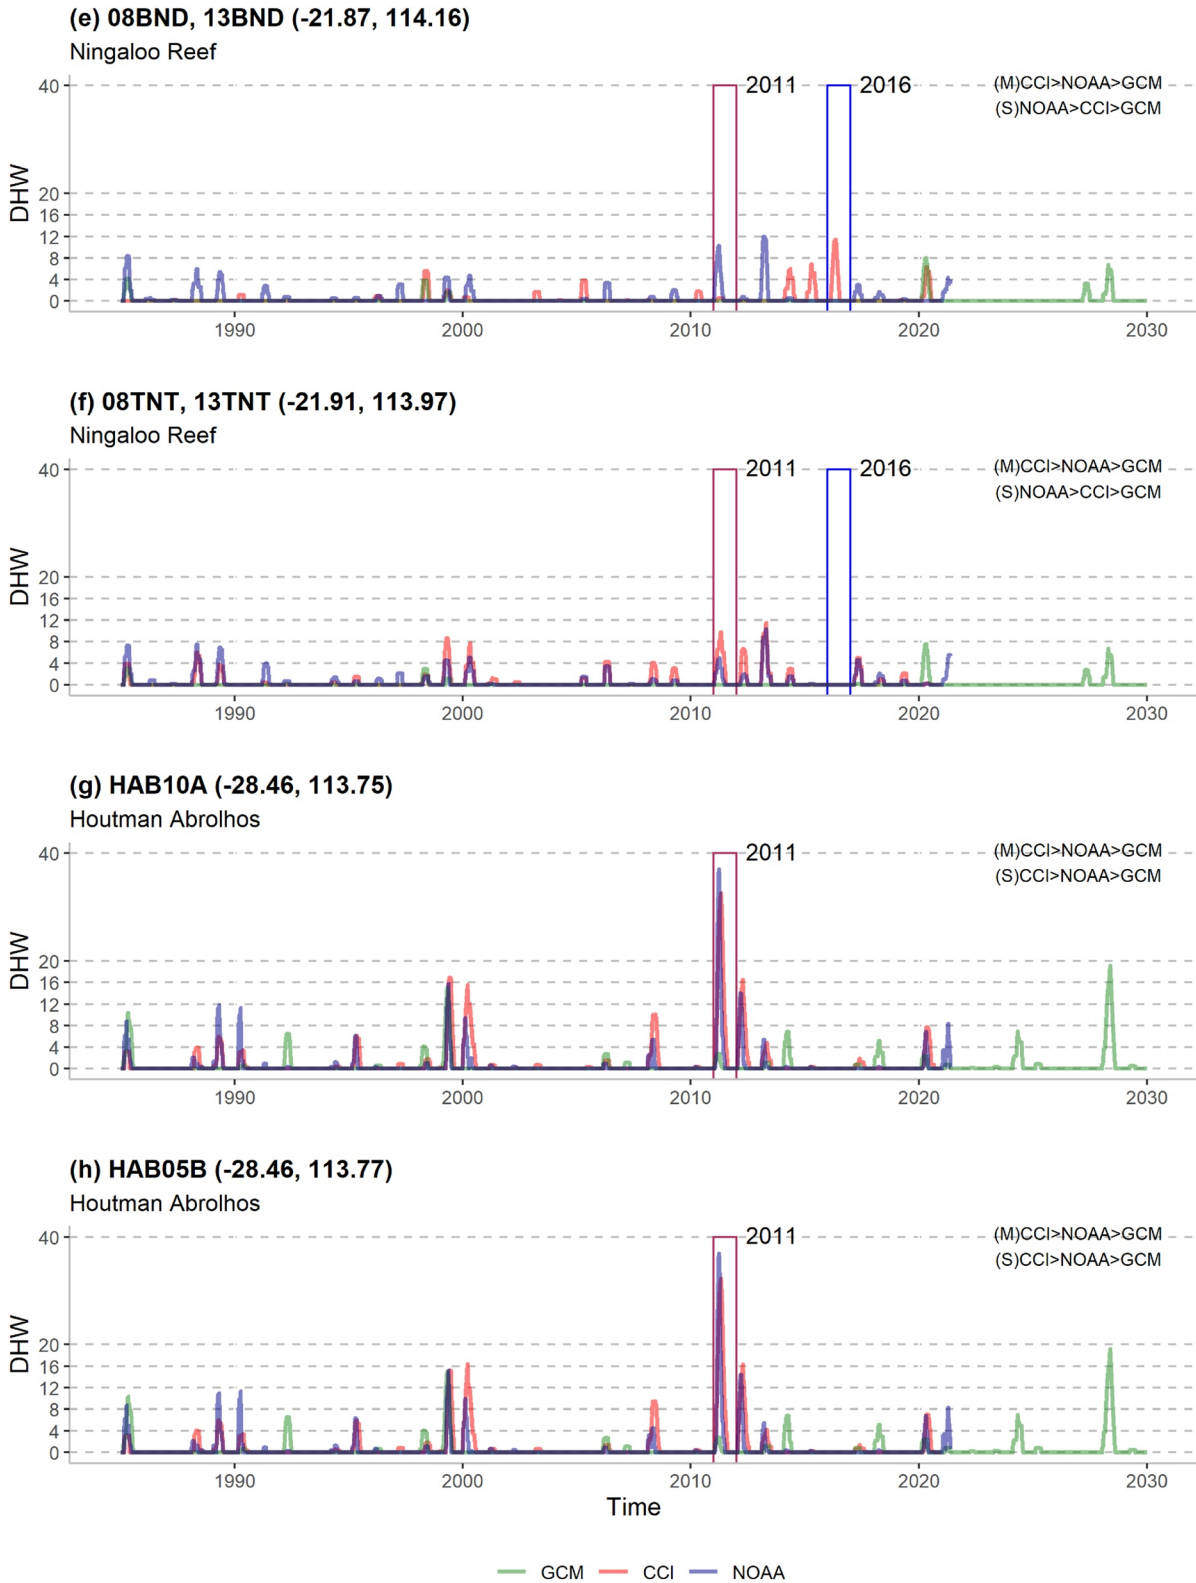 (e) 08BND, 13BND (-21.87, 114.16)
Ningaloo Reef
40
2011
2016
(M)CCI>NOAA>GCM
(S)NOAA>CCI>GCM
DHW
20
16
12
8
4
0
1990
2000
2010
2020
2030
(f) 08TNT, 13TNT (-21.91, 113.97)
Ningaloo Reef
40
2011
2016
(M)CCI>NOAA>GCM
(S)NOAA>CCI>GCM
DHW
20
16
12
8
4
0
1990
2000
2010
2020
2030
(g) HAB10A (-28.46, 113.75)
Houtman Abrolhos
40
2011
(M)CCI>NOAA>GCM
(S)CCI>NOAA>GCM
DHW
20
16
12
8
4
0
1990
2000
2010
2020
2030
(h) HAB05B (-28.46, 113.77)
Houtman Abrolhos
40
2011
(M)CCI>NOAA>GCM
(S)CCI>NOAA>GCM
DHW
20
16
12
8
4
0
1990
2000
2010
2020
2030
Time
GCM
CCI
NOAA